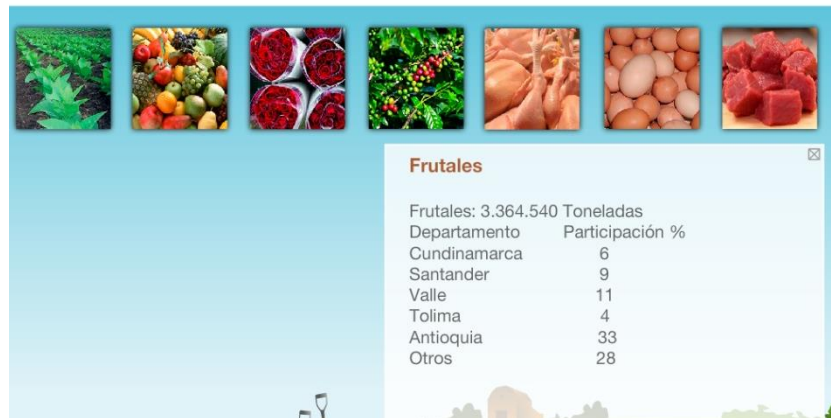 Frutales
Frutales: 3.364.540 Toneladas
Departamento Participación %
Cundinamarca 6
Santander 9
Valle 11
Tolima 4
Antioquia 33
Otros 28